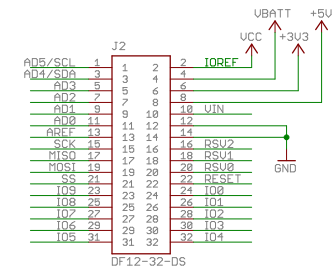 VBATT +5V
VCC +3V3
J2
AD5/SCL 1 1 2 2 IOREF
AD4/SDA 3 3 4 4
AD3 5 5 6 6
AD2 7 7 8 8
AD1 9 9 10 10 VIN
AD0 11 11 12 12
AREF 13 13 14 14
SCK 15 15 16 16 RSV2
MISO 17 17 18 18 RSV1
MOSI 19 19 20 20 RSV0
SS 21 21 22 22 RESET
IO9 23 23 24 24 IO0
IO8 25 25 26 26 IO1
IO7 27 27 28 28 IO2
IO6 29 29 30 30 IO3
IO5 31 31 32 32 IO4
GND
DF12-32-DS